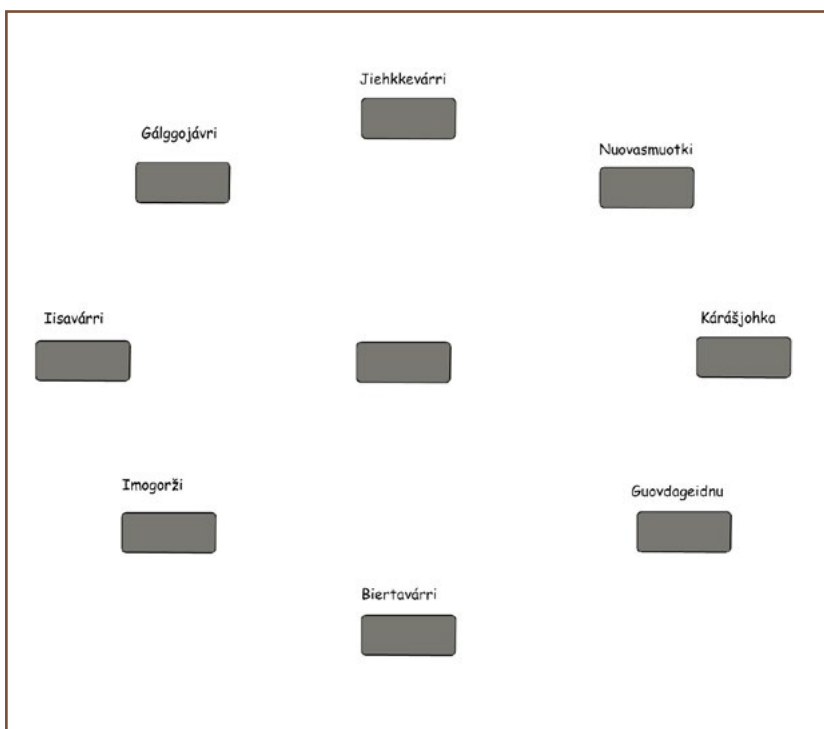 Jiehkkevárri
Gálggojávri
Nuovasmuotki
Iisavárri
Kárášjohka
Imogorži
Guovdageidnu
Biertavárri